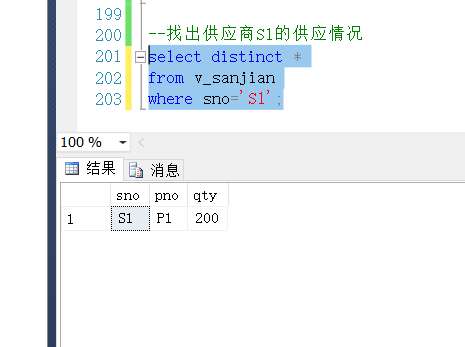 199
200 --找出供应商S1的供应情况
201 select distinct *
202 from v_sanjian
203 where sno='S1';
100 %
结果 消息
sno pno qty
1 S1 P1 200